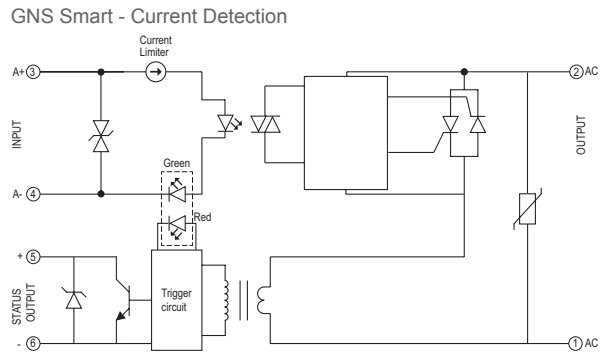 GNS Smart - Current Detection
Current
Limiter
A+ 3
2 AC
INPUT
OUTPUT
Green
A- 4
Red
+ 5
STATUS
OUTPUT
Trigger
circuit
- 6
1 AC